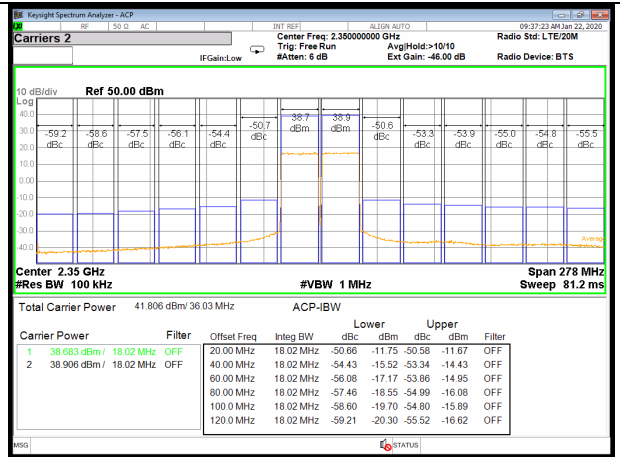 Keysight Spectrum Analyzer - ACP
LXI RF 50 Ω AC INT REF ALIGN AUTO 09:37:23 AM Jan 22, 2020
Carriers 2 Center Freq: 2.350000000 GHz Radio Std: LTE/20M
Trig: Free Run Avg|Hold:>10/10
IFGain:Low #Atten: 6 dB Ext Gain: -46.00 dB Radio Device: BTS
10 dB/div Ref 50.00 dBm
Log
40.0
30.0
20.0
10.0
0.00
-10.0
-20.0
-30.0
-40.0
-59.2 dBc -58.6 dBc -57.5 dBc -56.1 dBc -54.4 dBc -50.7 dBc 38.7 dBm 38.9 dBm -50.6 dBc -53.3 dBc -53.9 dBc -55.0 dBc -54.8 dBc -55.5 dBc
Average
Center 2.35 GHz Span 278 MHz
#Res BW 100 kHz #VBW 1 MHz Sweep 81.2 ms
Total Carrier Power 41.806 dBm/ 36.03 MHz ACP-IBW
Lower Upper
Carrier Power Filter Offset Freq Integ BW dBc dBm dBc dBm Filter
1 38.683 dBm / 18.02 MHz OFF 20.00 MHz 18.02 MHz -50.66 -11.75 -50.58 -11.67 OFF
2 38.906 dBm / 18.02 MHz OFF 40.00 MHz 18.02 MHz -54.43 -15.52 -53.34 -14.43 OFF
60.00 MHz 18.02 MHz -56.08 -17.17 -53.86 -14.95 OFF
80.00 MHz 18.02 MHz -57.46 -18.55 -54.99 -16.08 OFF
100.0 MHz 18.02 MHz -58.60 -19.70 -54.80 -15.89 OFF
120.0 MHz 18.02 MHz -59.21 -20.30 -55.52 -16.62 OFF
MSG STATUS